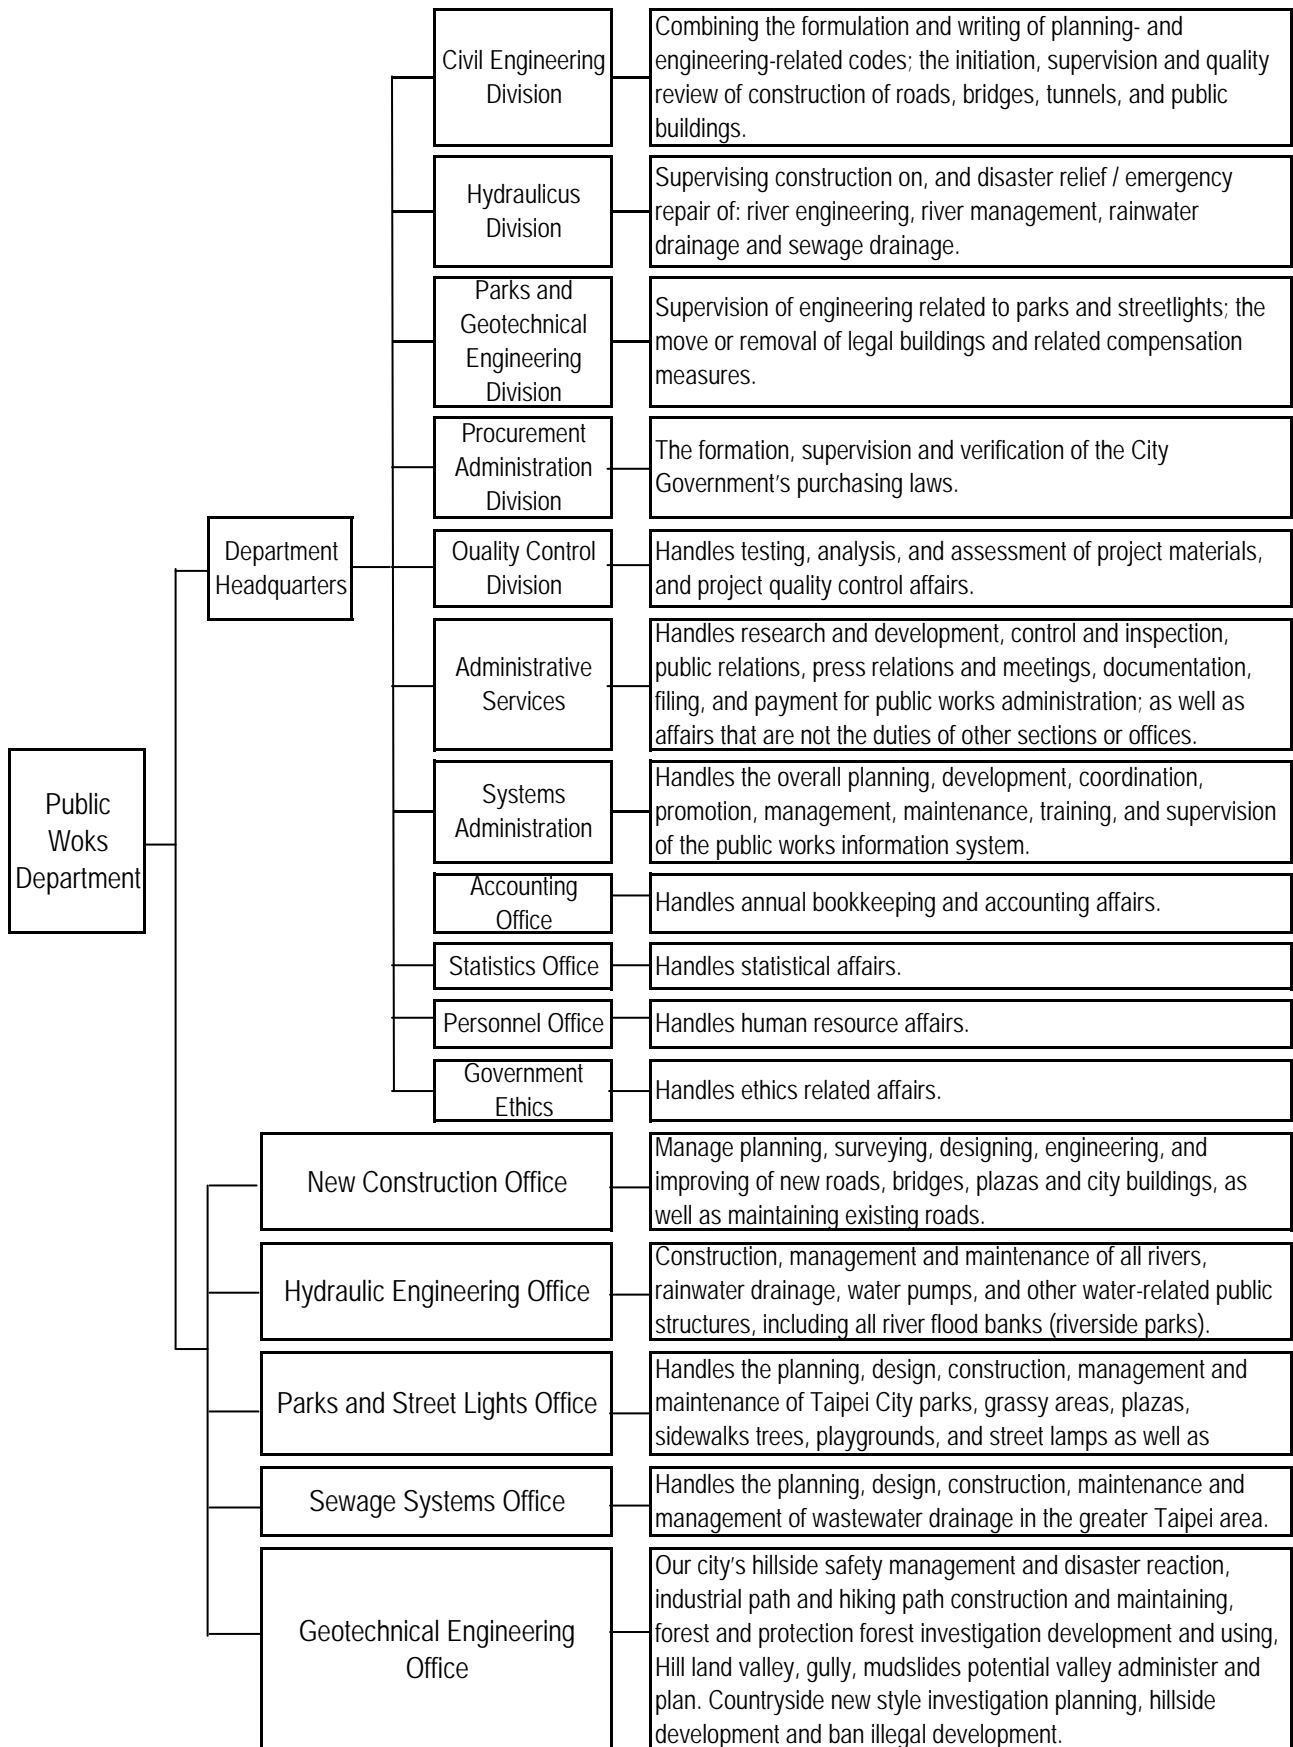 Civil Engineering
Division
Combining the formulation and writing of planning- and
engineering-related codes; the initiation, supervision and quality
review of construction of roads, bridges, tunnels, and public
buildings.
Hydraulicus
Division
Supervising construction on, and disaster relief / emergency
repair of: river engineering, river management, rainwater
drainage and sewage drainage.
Parks and
Geotechnical
Engineering
Division
Supervision of engineering related to parks and streetlights; the
move or removal of legal buildings and related compensation
measures.
Procurement
Administration
Division
The formation, supervision and verification of the City
Government's purchasing laws.
Department
Headquarters
Ouality Control
Division
Handles testing, analysis, and assessment of project materials,
and project quality control affairs.
Administrative
Services
Handles research and development, control and inspection,
public relations, press relations and meetings, documentation,
filing, and payment for public works administration; as well as
affairs that are not the duties of other sections or offices.
Public
Woks
Department
Systems
Administration
Handles the overall planning, development, coordination,
promotion, management, maintenance, training, and supervision
of the public works information system.
Accounting
Office
Handles annual bookkeeping and accounting affairs.
Statistics Office
Handles statistical affairs.
Personnel Office
Handles human resource affairs.
Government
Ethics
Handles ethics related affairs.
New Construction Office
Manage planning, surveying, designing, engineering, and
improving of new roads, bridges, plazas and city buildings, as
well as maintaining existing roads.
Hydraulic Engineering Office
Construction, management and maintenance of all rivers,
rainwater drainage, water pumps, and other water-related public
structures, including all river flood banks (riverside parks).
Parks and Street Lights Office
Handles the planning, design, construction, management and
maintenance of Taipei City parks, grassy areas, plazas,
sidewalks trees, playgrounds, and street lamps as well as
Sewage Systems Office
Handles the planning, design, construction, maintenance and
management of wastewater drainage in the greater Taipei area.
Geotechnical Engineering
Office
Our city's hillside safety management and disaster reaction,
industrial path and hiking path construction and maintaining,
forest and protection forest investigation development and using,
Hill land valley, gully, mudslides potential valley administer and
plan. Countryside new style investigation planning, hillside
development and ban illegal development.